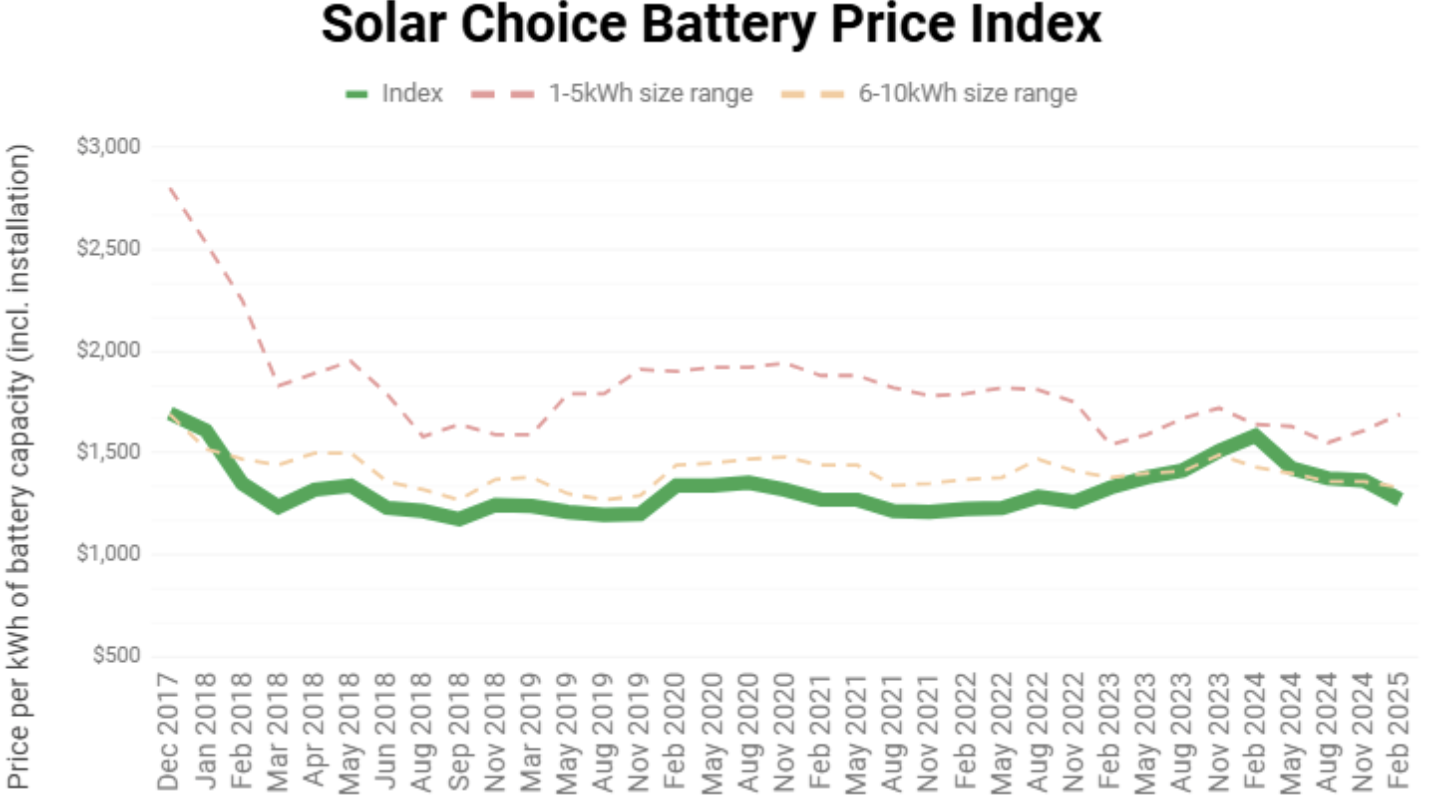 Solar Choice Battery Price Index
Index
1-5kWh size range
6-10kWh size range
Price per kWh of battery capacity (incl. installation)
$3,000
$2,500
$2,000
$1,500
$1,000
$500
Dec 2017
Jan 2018
Feb 2018
Mar 2018
Apr 2018
May 2018
Jun 2018
Aug 2018
Sep 2018
Nov 2018
Mar 2019
May 2019
Aug 2019
Nov 2019
Feb 2020
May 2020
Aug 2020
Nov 2020
Feb 2021
May 2021
Aug 2021
Nov 2021
Feb 2022
May 2022
Aug 2022
Nov 2022
Feb 2023
May 2023
Aug 2023
Nov 2023
Feb 2024
May 2024
Aug 2024
Nov 2024
Feb 2025